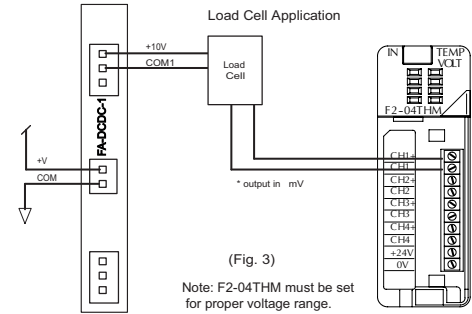 Load Cell Application
+10V
COM1
Load
Cell
FA-DCDC-1
+V
COM
* output in mV
IN
TEMP
VOLT
F2-04THM
CH1+
CH1
CH2+
CH2
CH3+
CH3
CH4+
CH4
+24V
0V
(Fig. 3)
Note: F2-04THM must be set
for proper voltage range.